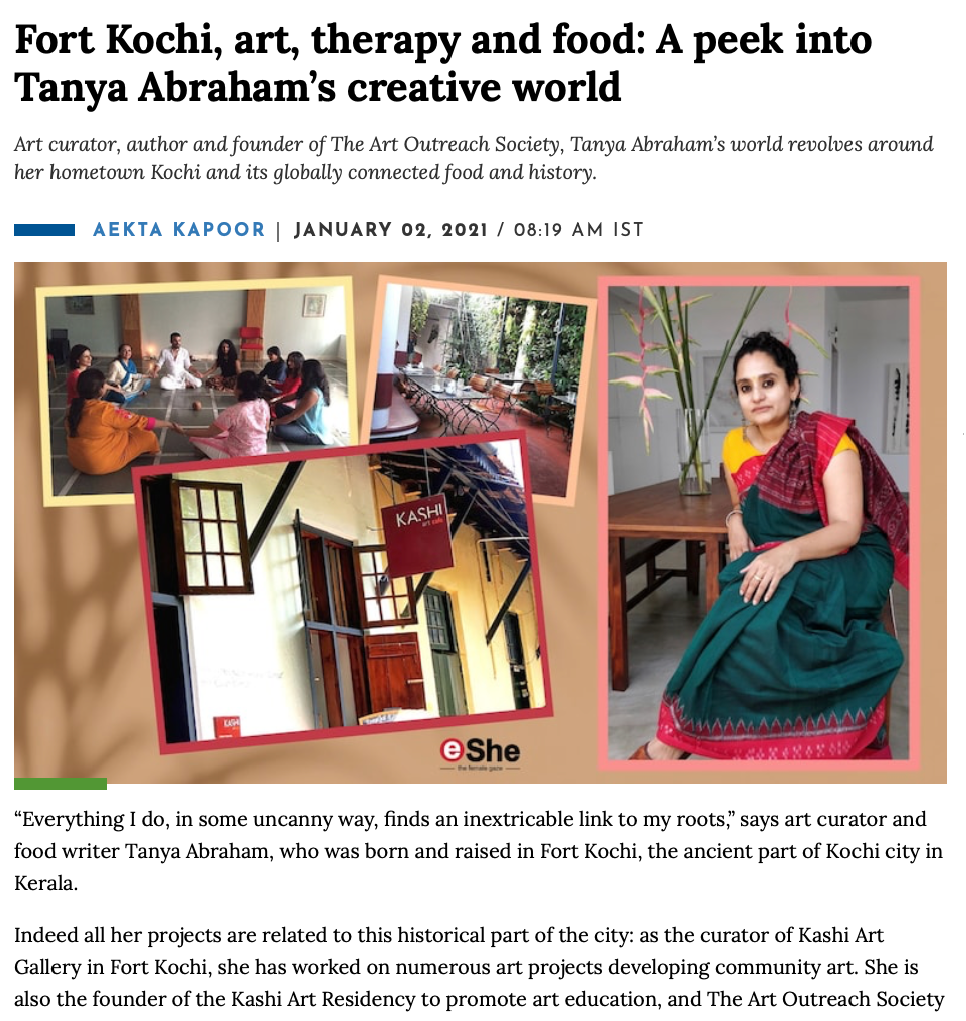 Fort Kochi, art, therapy and food: A peek into
Tanya Abraham’s creative world
Art curator, author and founder of The Art Outreach Society, Tanya Abraham’s world revolves around
her hometown Kochi and its globally connected food and history.
AEKTA KAPOOR | JANUARY 02, 2021 / 08:19 AM IST
KASHI
art cafe
KASHI
eShe
the female gaze
“Everything I do, in some uncanny way, finds an inextricable link to my roots,” says art curator and
food writer Tanya Abraham, who was born and raised in Fort Kochi, the ancient part of Kochi city in
Kerala.
Indeed all her projects are related to this historical part of the city: as the curator of Kashi Art
Gallery in Fort Kochi, she has worked on numerous art projects developing community art. She is
also the founder of the Kashi Art Residency to promote art education, and The Art Outreach Society